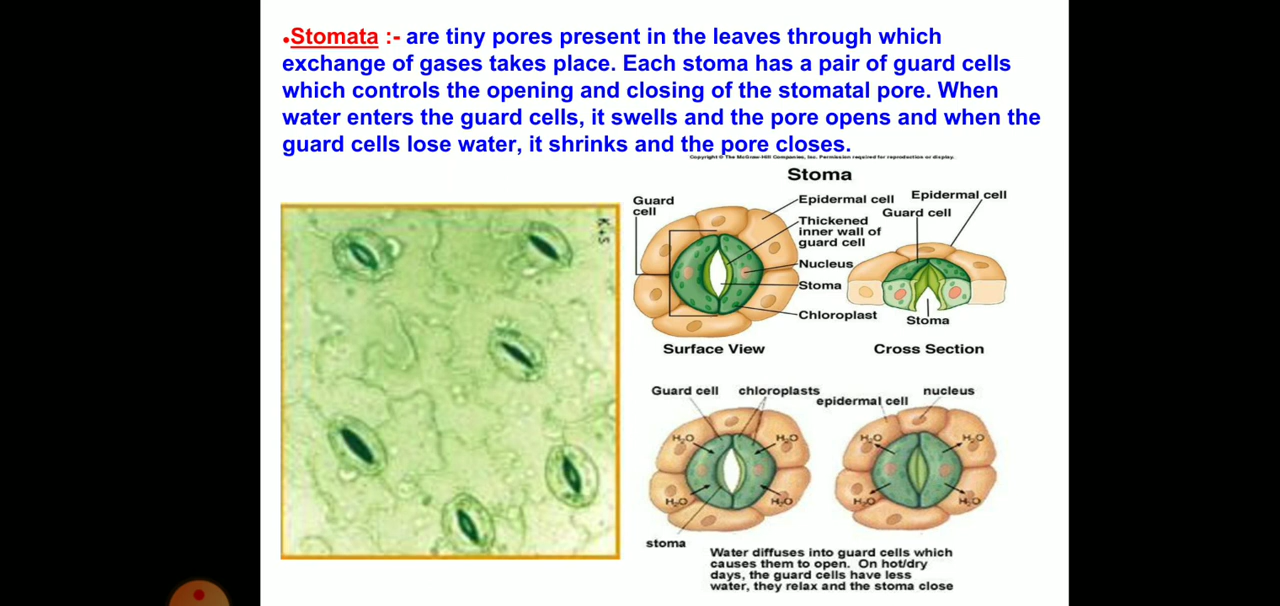 •Stomata :- are tiny pores present in the leaves through which
exchange of gases takes place. Each stoma has a pair of guard cells
which controls the opening and closing of the stomatal pore. When
water enters the guard cells, it swells and the pore opens and when the
guard cells lose water, it shrinks and the pore closes.
Copyright © The McGraw-Hill Companies, Inc. Permission required for reproduction or display.
Stoma
Guard
cell
Epidermal cell
Thickened
inner wall of
guard cell
Nucleus
Stoma
Chloroplast
Surface View
Epidermal cell
Guard cell
Stoma
Cross Section
K+S
Guard cell
chloroplasts
H₂O
H₂O
H₂O
H₂O
stoma
epidermal cell
nucleus
H₂O
H₂O
H₂O
H₂O
Water diffuses into guard cells which
causes them to open. On hot/dry
days, the guard cells have less
water, they relax and the stoma close